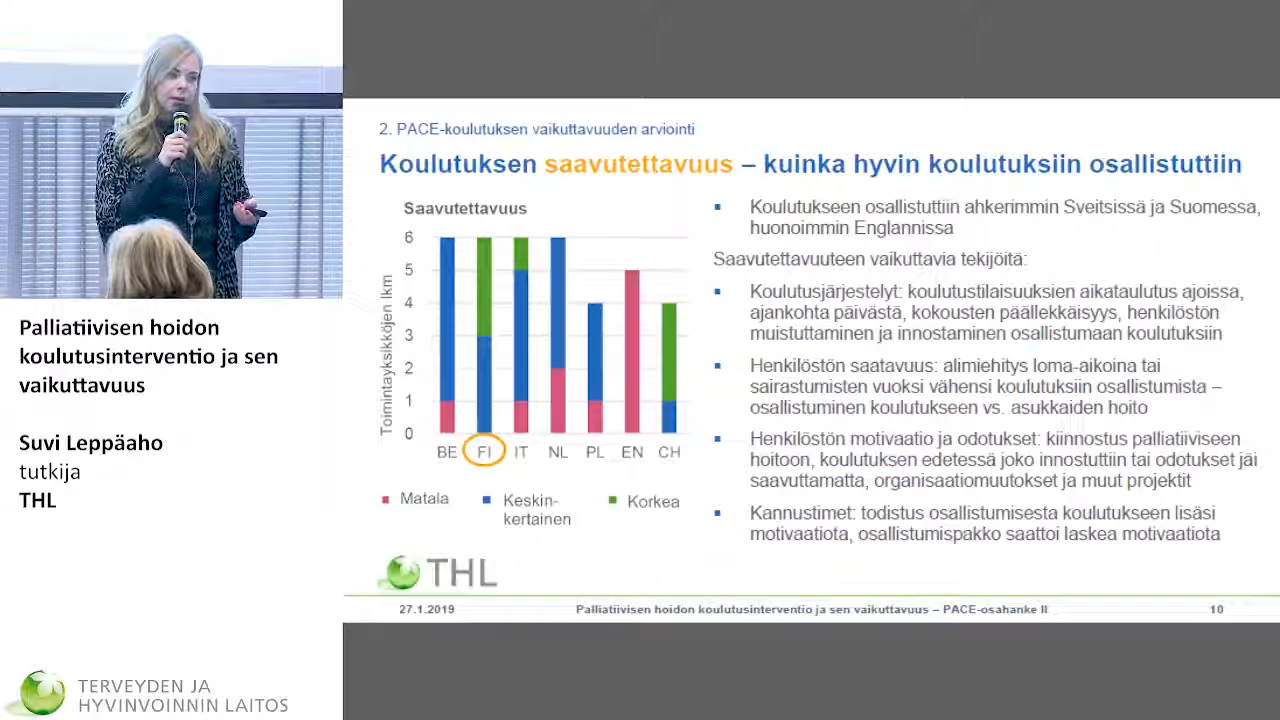 Palliatiivisen hoidon
koulutusinterventio ja sen
vaikuttavuus
Suvi Leppäaho
tutkija
THL
TERVEYDEN JA
HYVINVOINNIN LAITOS
2. PACE-koulutuksen vaikuttavuuden arviointi
Koulutuksen saavutettavuus – kuinka hyvin koulutuksiin osallistuttiin
Saavutettavuus
Toimintayksikköjen lkm
6
5
4
3
2
1
0
BE FI IT NL PL EN CH
Matala
Keskin-
kertainen
Korkea
▪ Koulutukseen osallistuttiin ahkerimmin Sveitsissä ja Suomessa,
huonoimmin Englannissa
Saavutettavuuteen vaikuttavia tekijöitä:
▪ Koulutusjärjestelyt: koulutustilaisuuksien aikataulutus ajoissa,
ajankohta päivästä, kokousten päällekkäisyys, henkilöstön
muistuttaminen ja innostaminen osallistumaan koulutuksiin
▪ Henkilöstön saatavuus: alimiehitys loma-aikoina tai
sairastumisten vuoksi vähensi koulutuksiin osallistumista –
osallistuminen koulutukseen vs. asukkaiden hoito
▪ Henkilöstön motivaatio ja odotukset: kiinnostus palliatiiviseen
hoitoon, koulutuksen edetessä joko innostuttiin tai odotukset jäi
saavuttamatta, organisaatiomuutokset ja muut projektit
▪ Kannustimet: todistus osallistumisesta koulutukseen lisäsi
motivaatiota, osallistumispakko saattoi laskea motivaatiota
THL
27.1.2019
Palliatiivisen hoidon koulutusinterventio ja sen vaikuttavuus – PACE-osahanke II
10